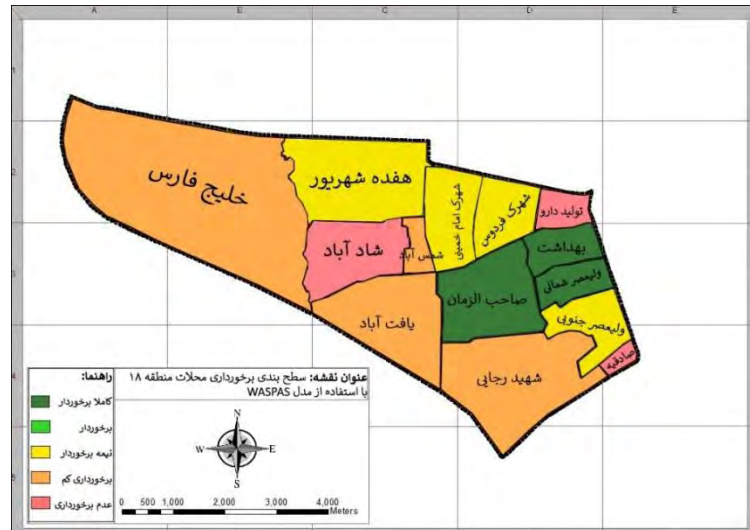 A B C D E
1
2
3
4
5
خلیج فارس
هفده شهریور
شهرک امام خمینی
شهرک فردوس
تولید دارو
شاد آباد
شمس آباد
بهداشت
ولیعصر شمالی
صاحب الزمان
یافت آباد
ولیعصر جنوبی
صادقیه
شهید رجایی
راهنما:
کاملا برخوردار
برخوردار
نیمه برخوردار
برخورداری کم
عدم برخورداری
عنوان نقشه: سطح بندی برخورداری محلات منطقه ۱۸
با استفاده از مدل WASPAS
N
W E
S
0 500 1,000 2,000 3,000 4,000
Meters